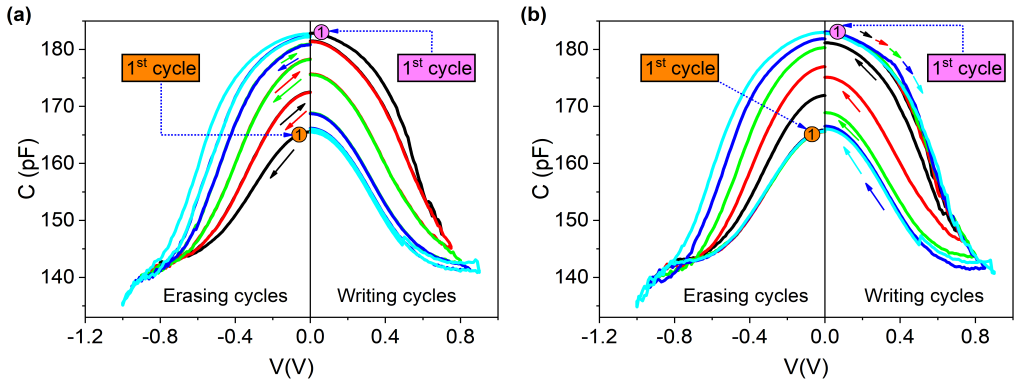 (a)
(b)
1
1st cycle
1st cycle
1
1
1st cycle
1st cycle
1
C (pF)
180
170
160
150
140
Erasing cycles
Writing cycles
-1.2
-0.8
-0.4
0.0
0.4
0.8
V(V)
C (pF)
180
170
160
150
140
Erasing cycles
Writing cycles
-1.2
-0.8
-0.4
0.0
0.4
0.8
V(V)